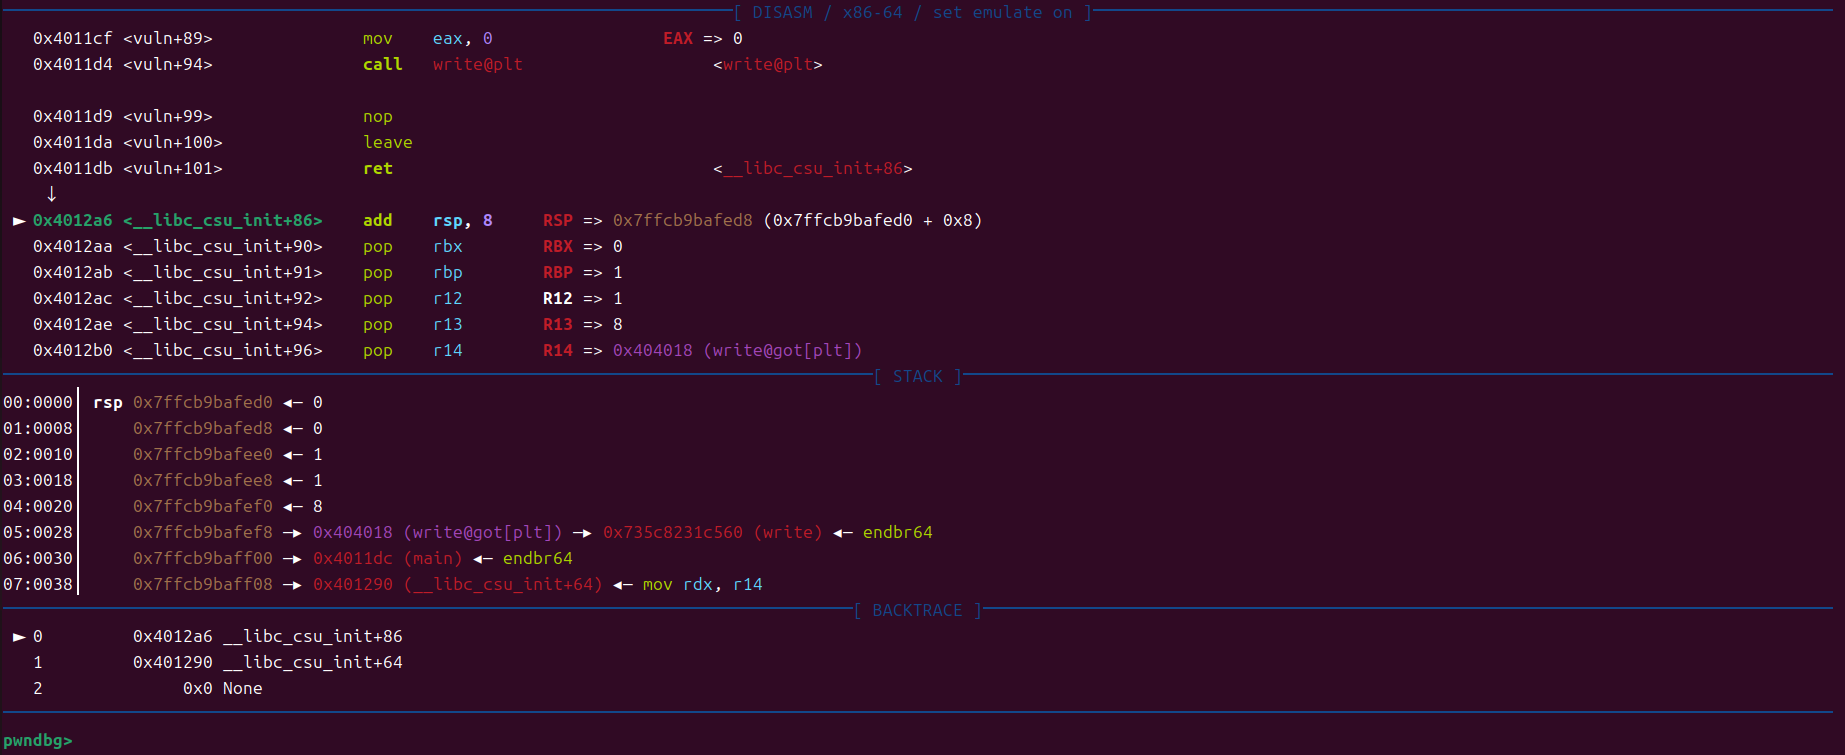 [ DISASM / x86-64 / set emulate on ]
0x4011cf <vuln+89> mov eax, 0 EAX => 0
0x4011d4 <vuln+94> call write@plt <write@plt>
0x4011d9 <vuln+99> nop
0x4011da <vuln+100> leave
0x4011db <vuln+101> ret <__libc_csu_init+86>
↓
► 0x4012a6 <__libc_csu_init+86> add rsp, 8 RSP => 0x7ffcb9bafed8 (0x7ffcb9bafed0 + 0x8)
0x4012aa <__libc_csu_init+90> pop rbx RBX => 0
0x4012ab <__libc_csu_init+91> pop rbp RBP => 1
0x4012ac <__libc_csu_init+92> pop r12 R12 => 1
0x4012ae <__libc_csu_init+94> pop r13 R13 => 8
0x4012b0 <__libc_csu_init+96> pop r14 R14 => 0x404018 (write@got[plt])
[ STACK ]
00:0000│ rsp 0x7ffcb9bafed0 ◂— 0
01:0008│ 0x7ffcb9bafed8 ◂— 0
02:0010│ 0x7ffcb9bafee0 ◂— 1
03:0018│ 0x7ffcb9bafee8 ◂— 1
04:0020│ 0x7ffcb9bafef0 ◂— 8
05:0028│ 0x7ffcb9bafef8 —▸ 0x404018 (write@got[plt]) —▸ 0x735c8231c560 (write) ◂— endbr64
06:0030│ 0x7ffcb9baff00 —▸ 0x4011dc (main) ◂— endbr64
07:0038│ 0x7ffcb9baff08 —▸ 0x401290 (__libc_csu_init+64) ◂— mov rdx, r14
[ BACKTRACE ]
► 0 0x4012a6 __libc_csu_init+86
1 0x401290 __libc_csu_init+64
2 0x0 None
pwndbg>